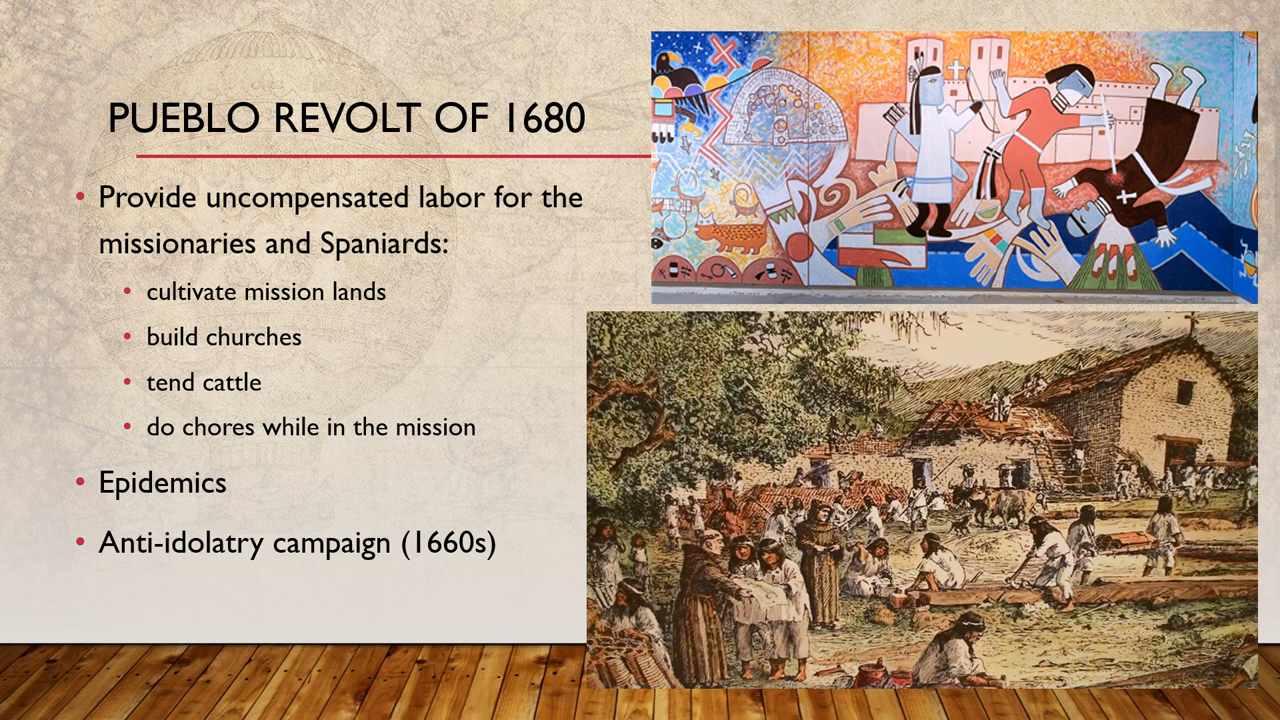 PUEBLO REVOLT OF 1680
• Provide uncompensated labor for the
missionaries and Spaniards:
• cultivate mission lands
• build churches
• tend cattle
• do chores while in the mission
• Epidemics
• Anti-idolatry campaign (1660s)